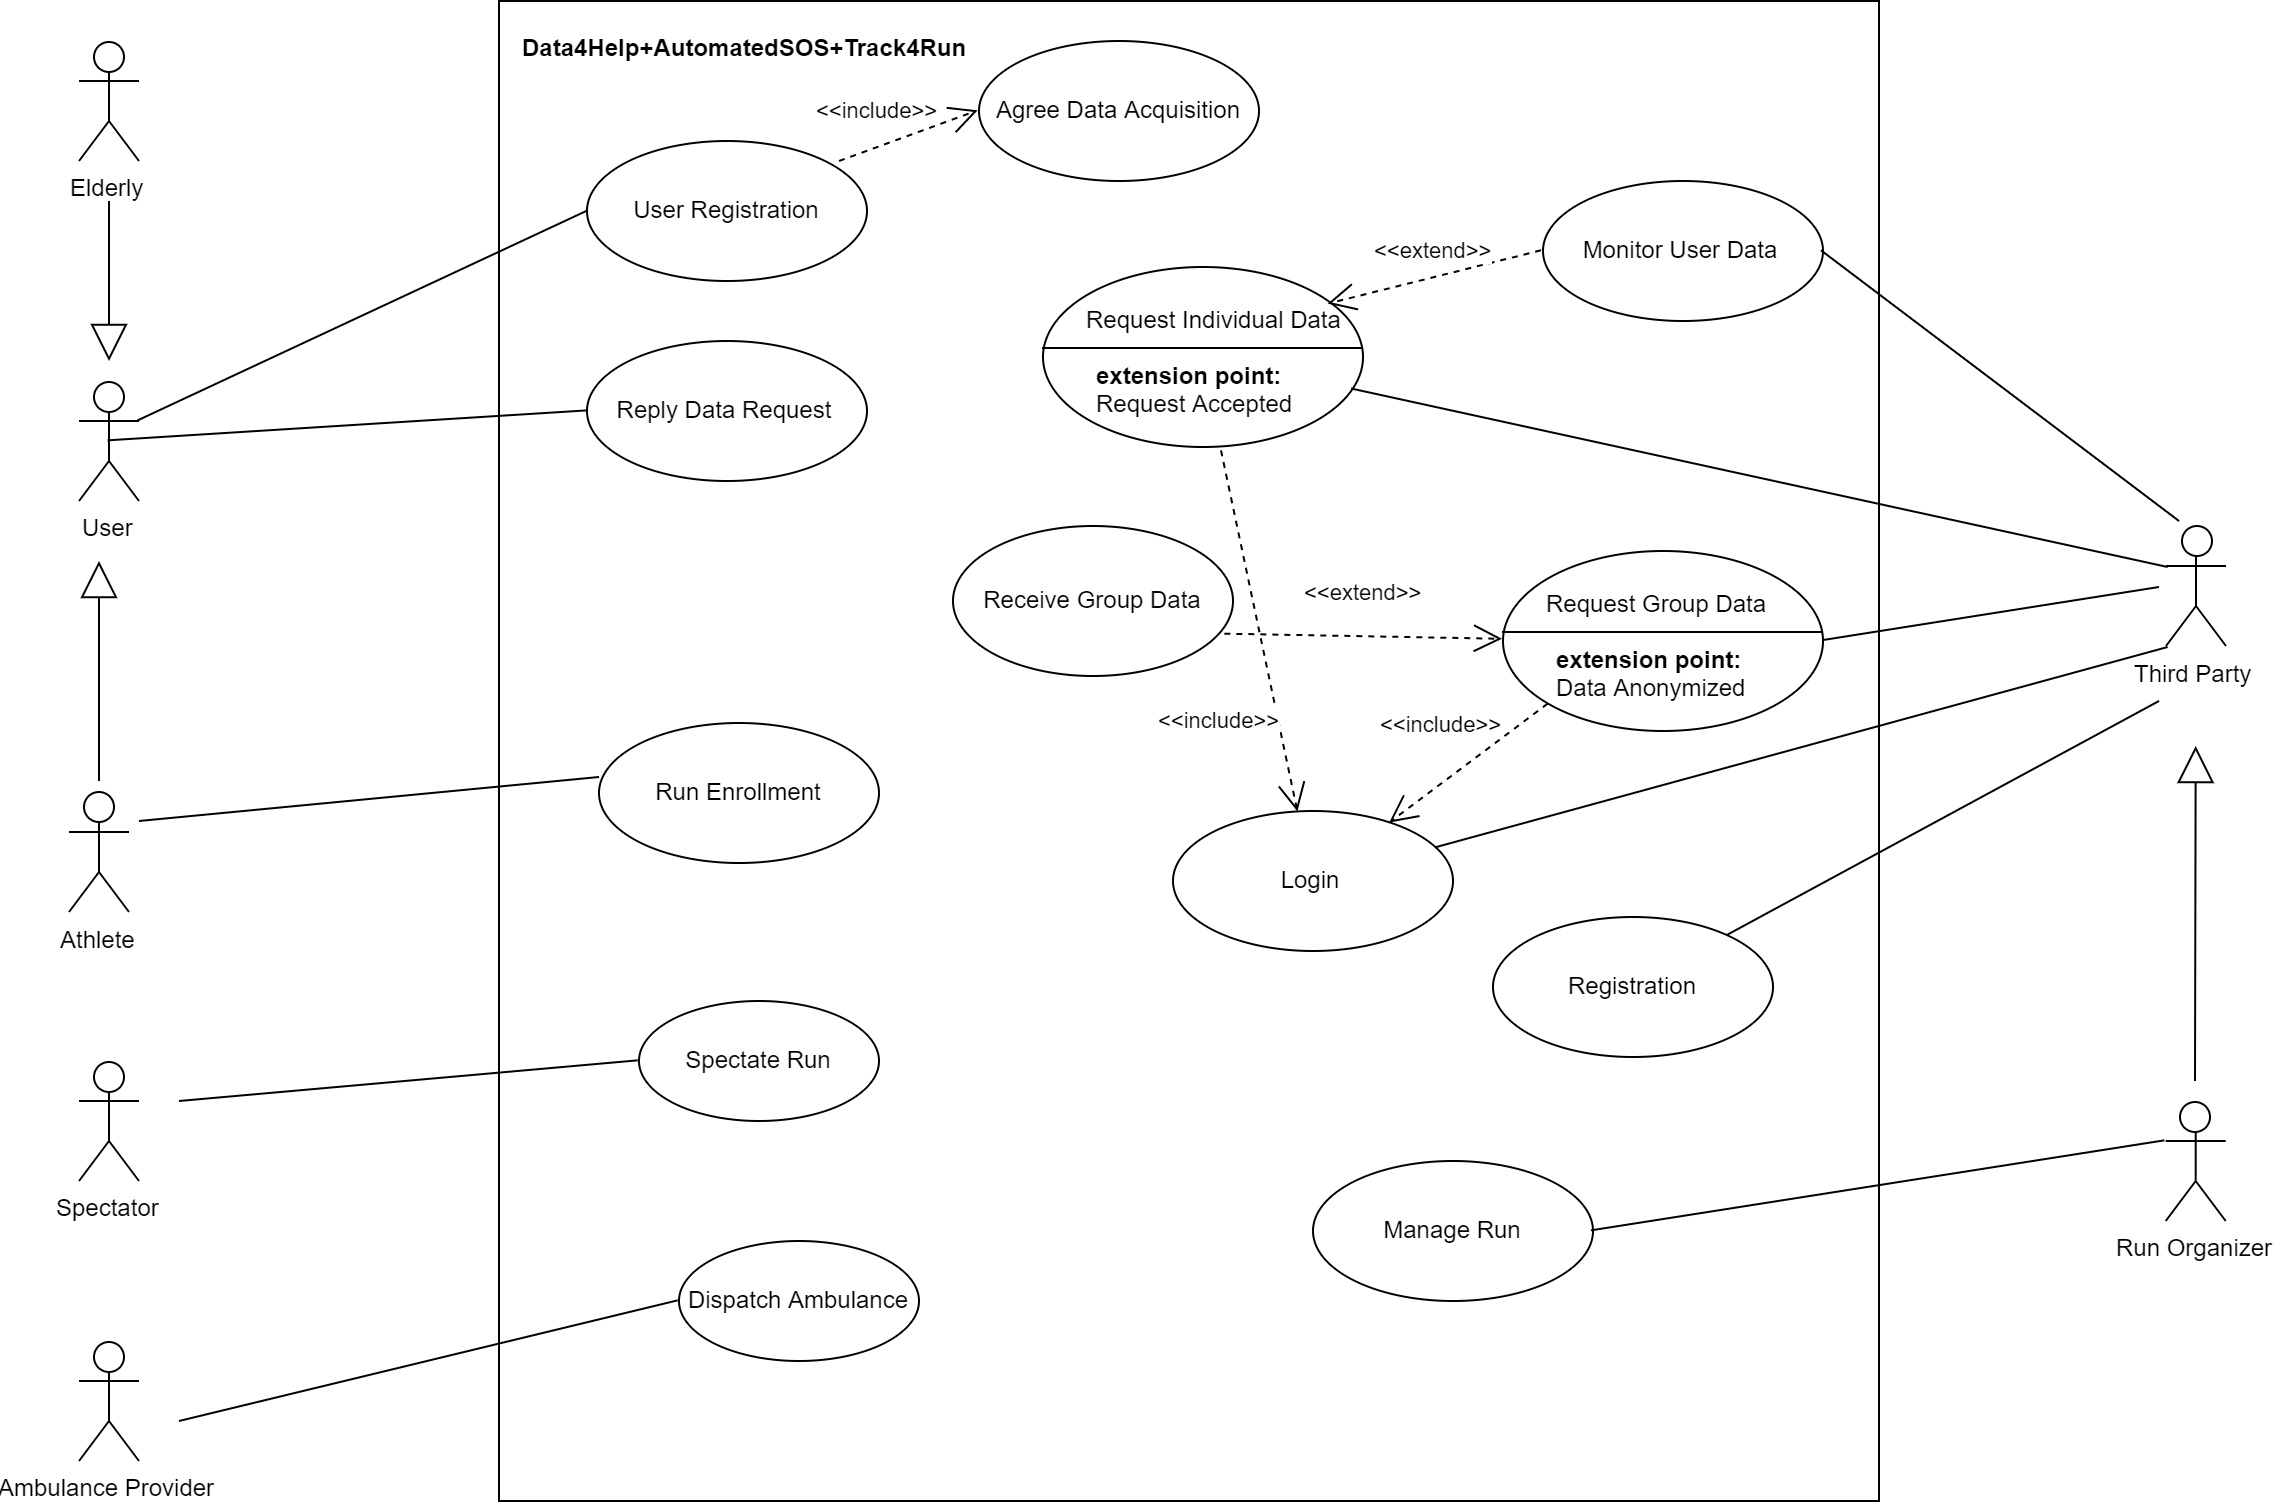 Data4Help+AutomatedSOS+Track4Run
Elderly
<<include>>
Agree Data Acquisition
User Registration
<<extend>>
Monitor User Data
Request Individual Data
extension point:
Request Accepted
Reply Data Request
User
Receive Group Data
<<extend>>
Request Group Data
extension point:
Data Anonymized
Third Party
<<include>>
<<include>>
Run Enrollment
Athlete
Login
Registration
Spectate Run
Spectator
Manage Run
Run Organizer
Dispatch Ambulance
Ambulance Provider